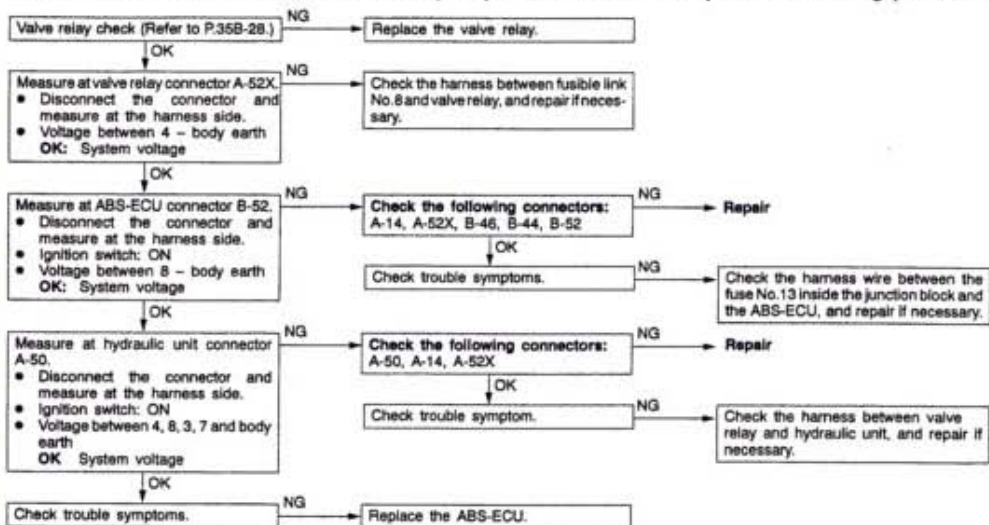 NG
Valve relay check (Refer to P.35B-28.)
Replace the valve relay.
OK
Measure at valve relay connector A-52X.
● Disconnect the connector and
measure at the harness side.
● Voltage between 4 – body earth
OK: System voltage
NG
Check the harness between fusible link
No.8 and valve relay, and repair if neces-
sary.
OK
Measure at ABS-ECU connector B-52.
● Disconnect the connector and
measure at the harness side.
● Ignition switch: ON
● Voltage between 8 – body earth
OK: System voltage
NG
Check the following connectors:
A-14, A-52X, B-46, B-44, B-52
NG
Repair
OK
Check trouble symptoms.
NG
Check the harness wire between the
fuse No.13 inside the junction block and
the ABS-ECU, and repair if necessary.
OK
Measure at hydraulic unit connector
A-50.
● Disconnect the connector and
measure at the harness side.
● Ignition switch: ON
● Voltage between 4, 8, 3, 7 and body
earth
OK System voltage
NG
Check the following connectors:
A-50, A-14, A-52X
NG
Repair
OK
Check trouble symptom.
NG
Check the harness between valve
relay and hydraulic unit, and repair if
necessary.
OK
Check trouble symptoms.
NG
Replace the ABS-ECU.